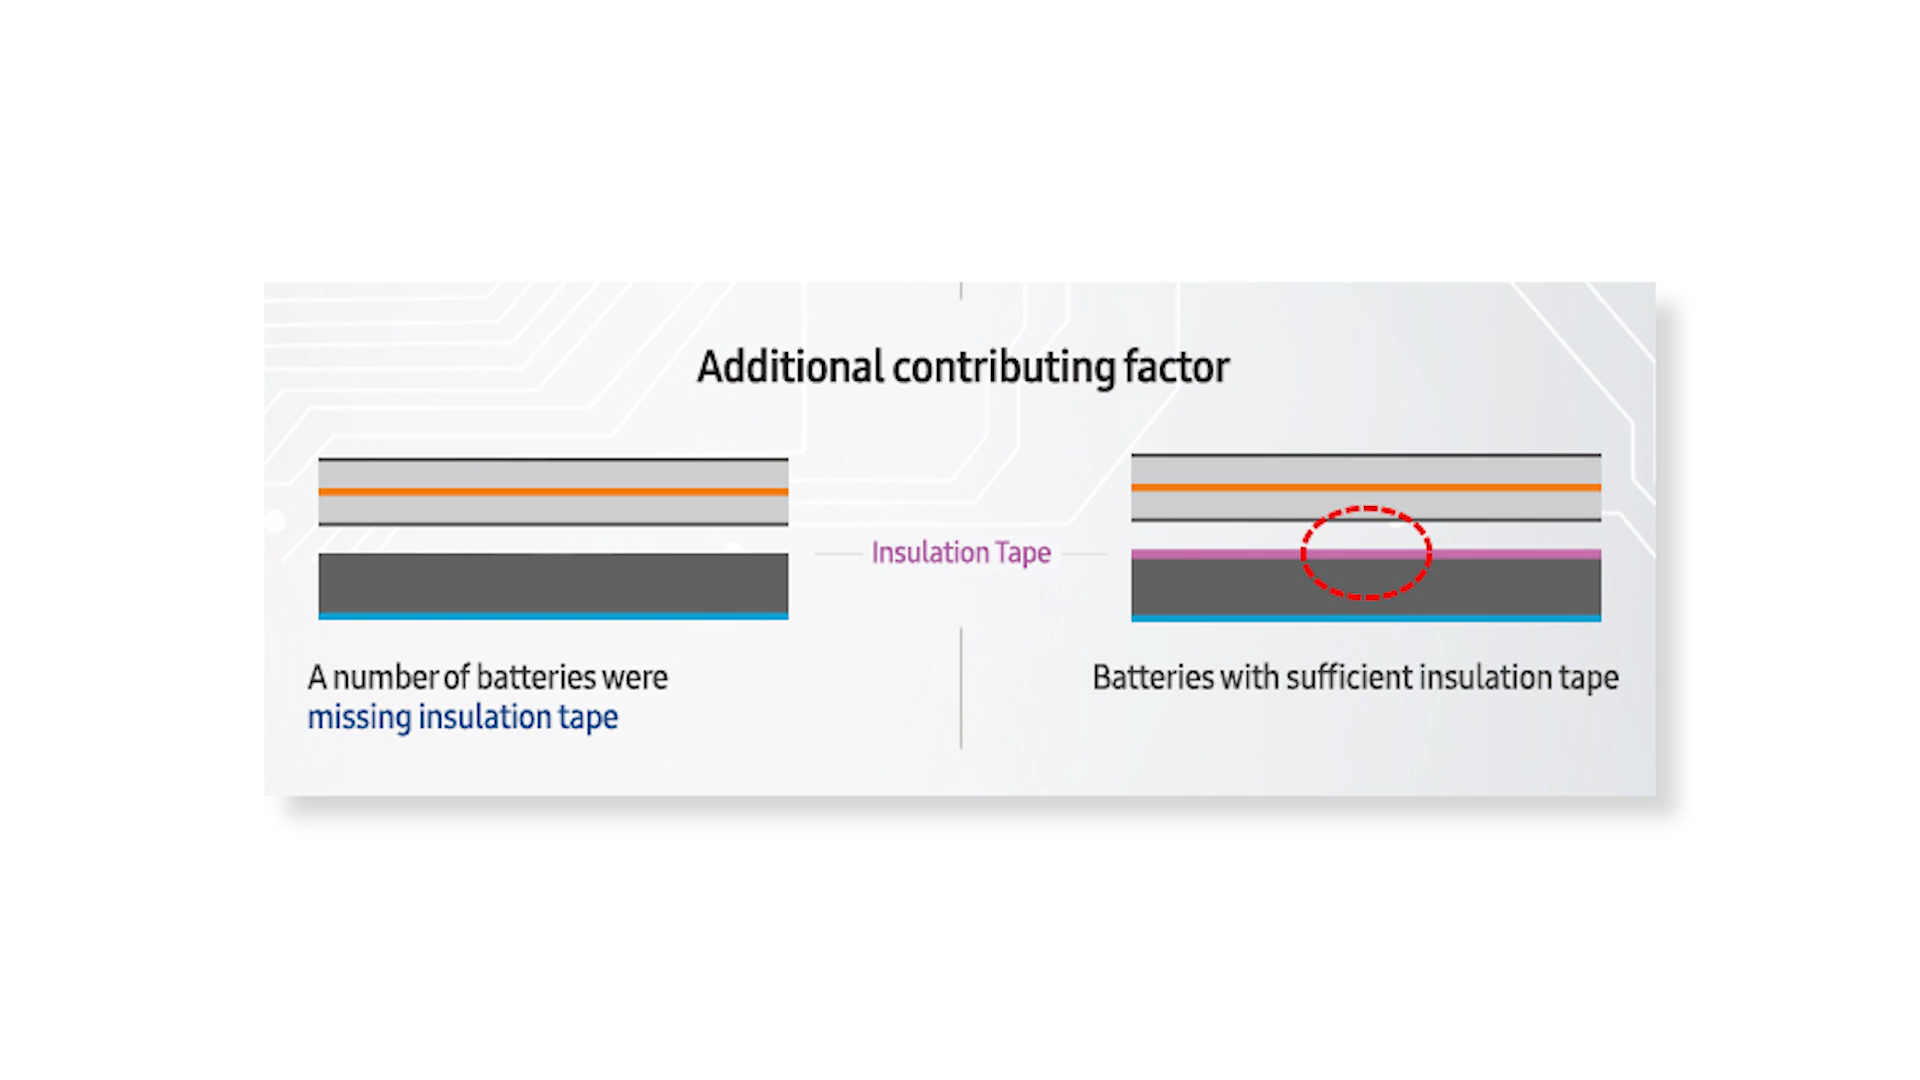 Additional contributing factor
Insulation Tape
A number of batteries were
missing insulation tape
Batteries with sufficient insulation tape